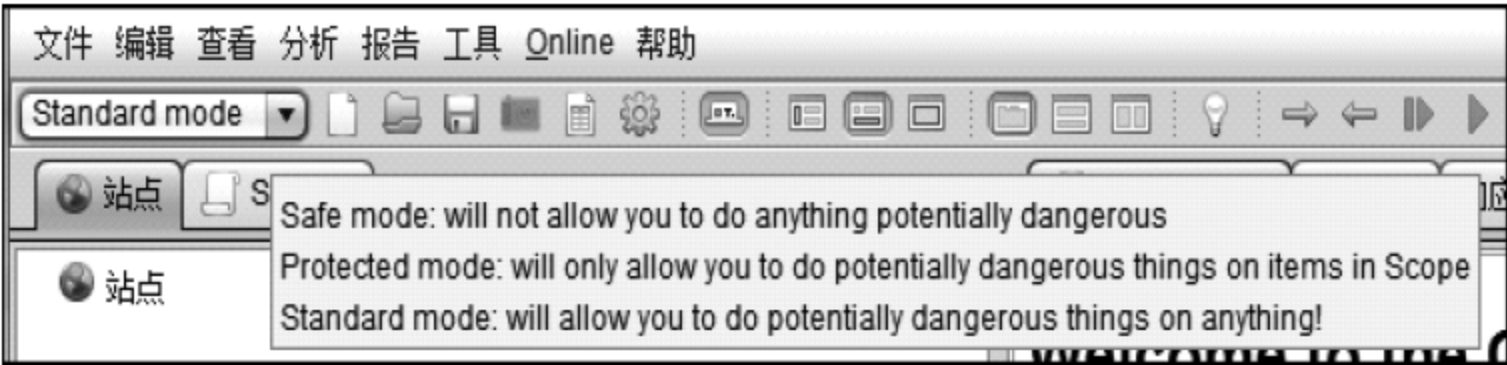 文件 编辑 查看 分析 报告 工具 Online 帮助
Standard mode
站点 S
Safe mode: will not allow you to do anything potentially dangerous
Protected mode: will only allow you to do potentially dangerous things on items in Scope
Standard mode: will allow you to do potentially dangerous things on anything!
站点
Welcome to the